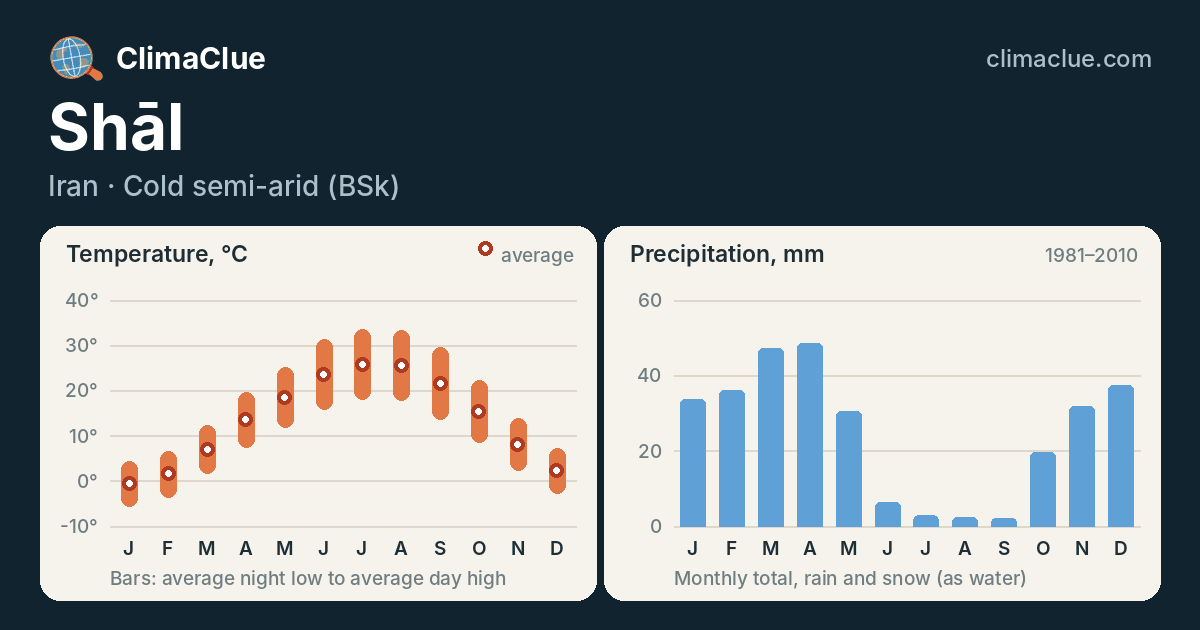 ClimaClue
climaclue.com
Shāl
Iran · Cold semi-arid (BSk)
Temperature, °C
average
40°
30°
20°
10°
0°
-10°
J F M A M J J A S O N D
Bars: average night low to average day high
Precipitation, mm
1981–2010
60
40
20
0
J F M A M J J A S O N D
Monthly total, rain and snow (as water)